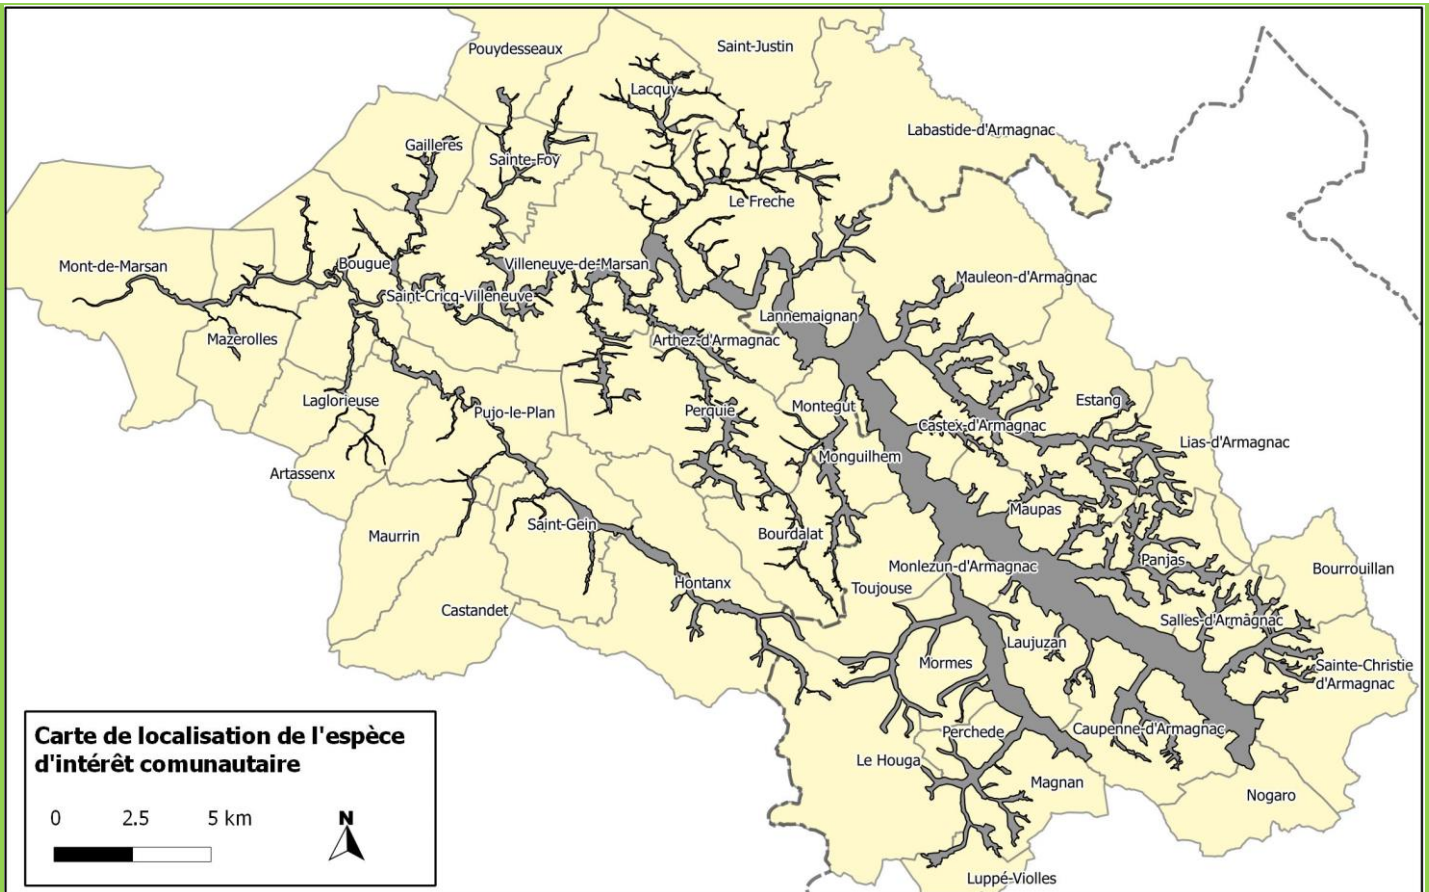 Pouydesseaux
Saint-Justin
Lacquy
Labastide-d'Armagnac
Gailleres
Sainte-Foy
Le Freche
Mont-de-Marsan
Bougue
Villeneuve-de-Marsan
Mauleon-d'Armagnac
Saint-Cricq-Villeneuve
Lannemaignan
Mazerolles
Arthez-d'Armagnac
Laglorieuse
Pujo-le-Plan
Perquie
Montegut
Estang
Castex-d'Armagnac
Lias-d'Armagnac
Artassenx
Monguilhem
Maupas
Maurrin
Saint-Gein
Bourdalat
Panjas
Monlezun-d'Armagnac
Bourrouillan
Hontanx
Toujouse
Castandet
Salles-d'Armagnac
Laujuzan
Mormes
Sainte-Christie
d'Armagnac
Perchede
Caupenne-d'Armagnac
Le Houga
Magnan
Nogaro
Luppé-Violles
Carte de localisation de l'espèce
d'intérêt comunautaire
0 2.5 5 km
N